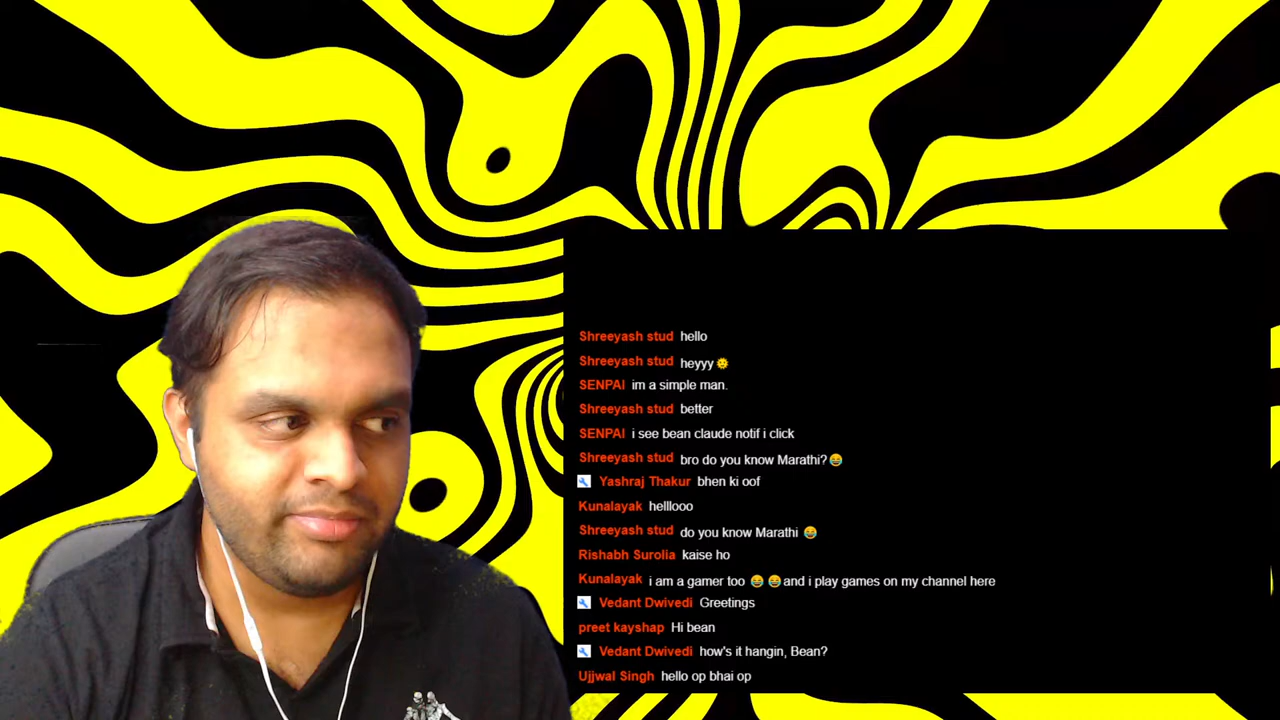 Shreeyash stud hello
Shreeyash stud heyyy🌞
SENPAI im a simple man.
Shreeyash stud better
SENPAI i see bean claude notif i click
Shreeyash stud bro do you know Marathi?😂
Yashraj Thakur bhen ki oof
Kunalayak helllooo
Shreeyash stud do you know Marathi 😂
Rishabh Surolia kaise ho
Kunalayak i am a gamer too 😂 😂 and i play games on my channel here
Vedant Dwivedi Greetings
preet kayshap Hi bean
Vedant Dwivedi how's it hangin, Bean?
Ujjwal Singh hello op bhai op